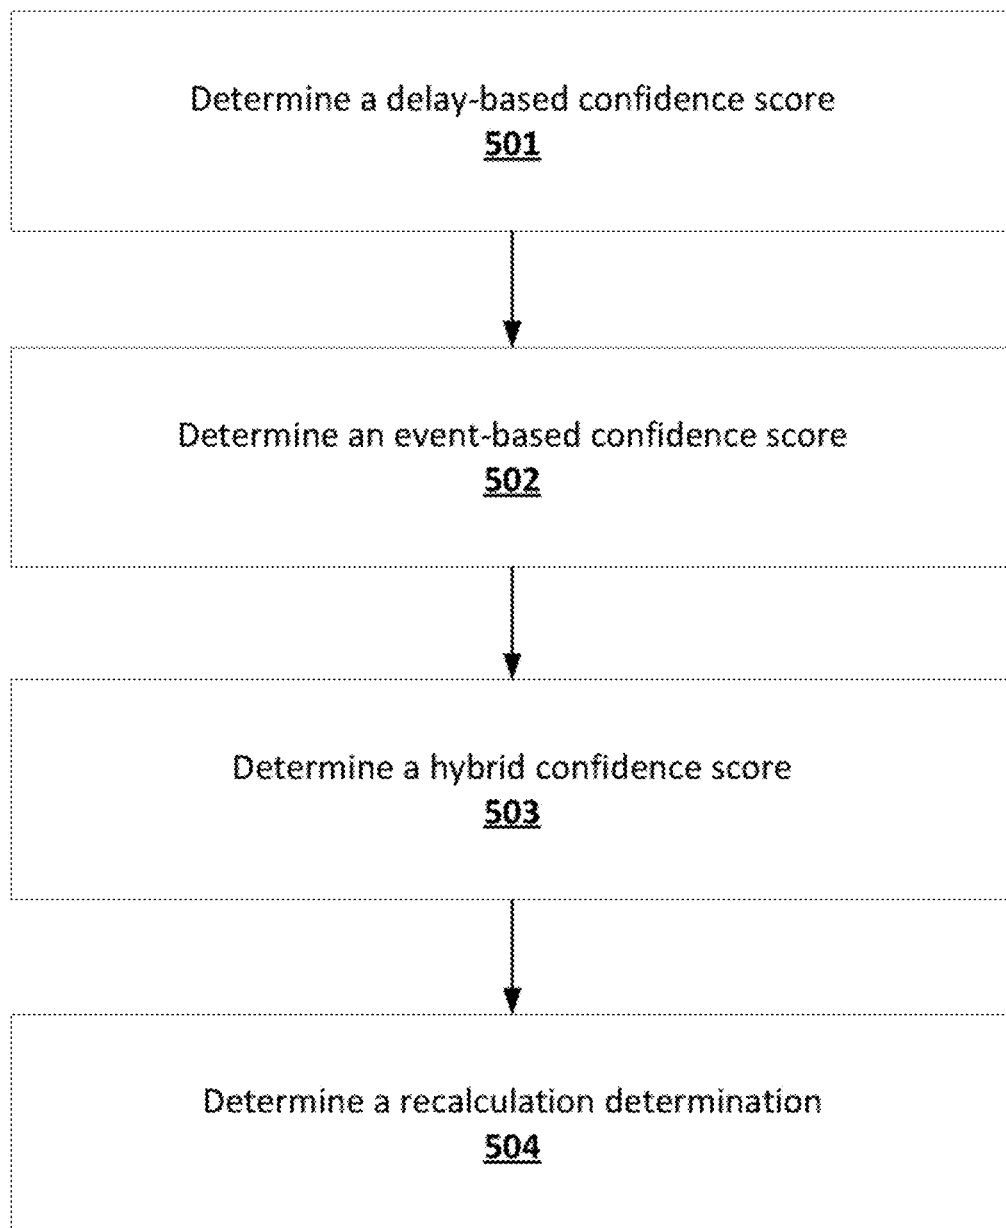 Determine a delay-based confidence score
501
Determine an event-based confidence score
502
Determine a hybrid confidence score
503
Determine a recalculation determination
504